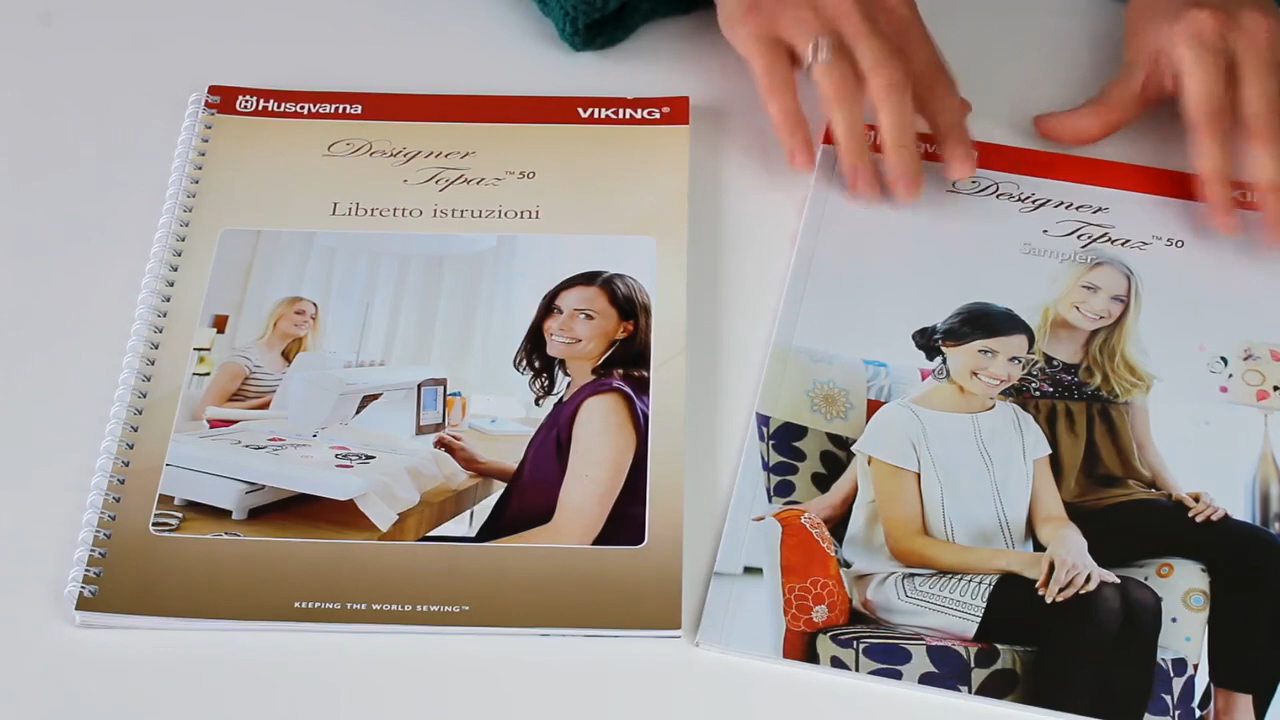 Husqvarna VIKING®
Designer
Topaz™ 50
Libretto istruzioni
KEEPING THE WORLD SEWING™
Designer
Topaz™ 50
Sampler